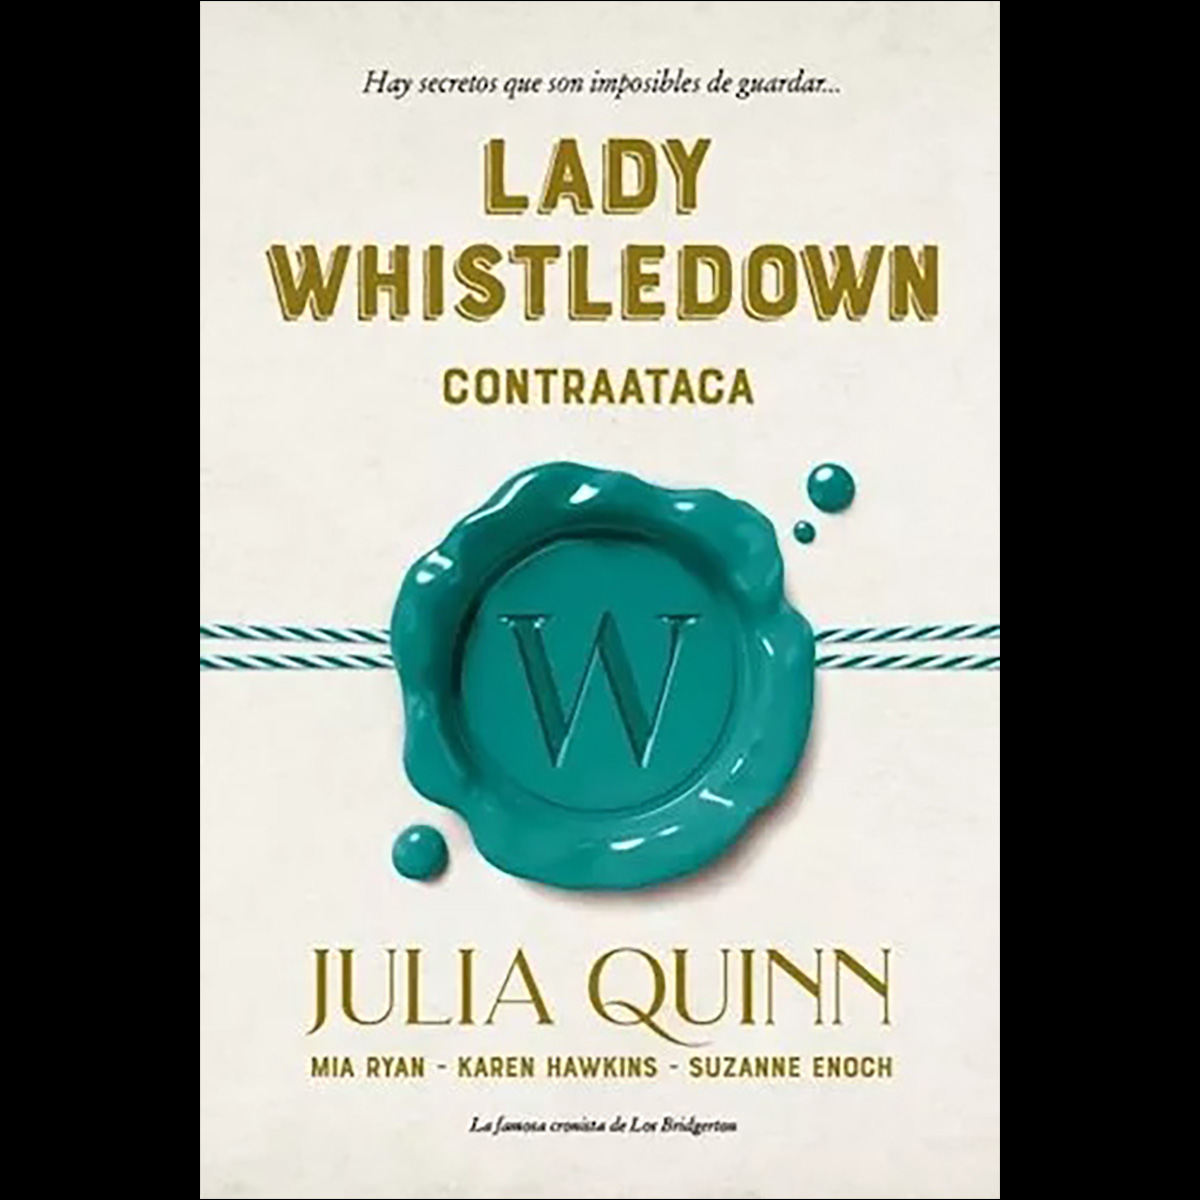 Hay secretos que son imposibles de guardar...
LADY
WHISTLEDOWN
CONTRAATACA
W
JULIA QUINN
MIA RYAN - KAREN HAWKINS - SUZANNE ENOCH
La famosa cronista de Los Bridgerton